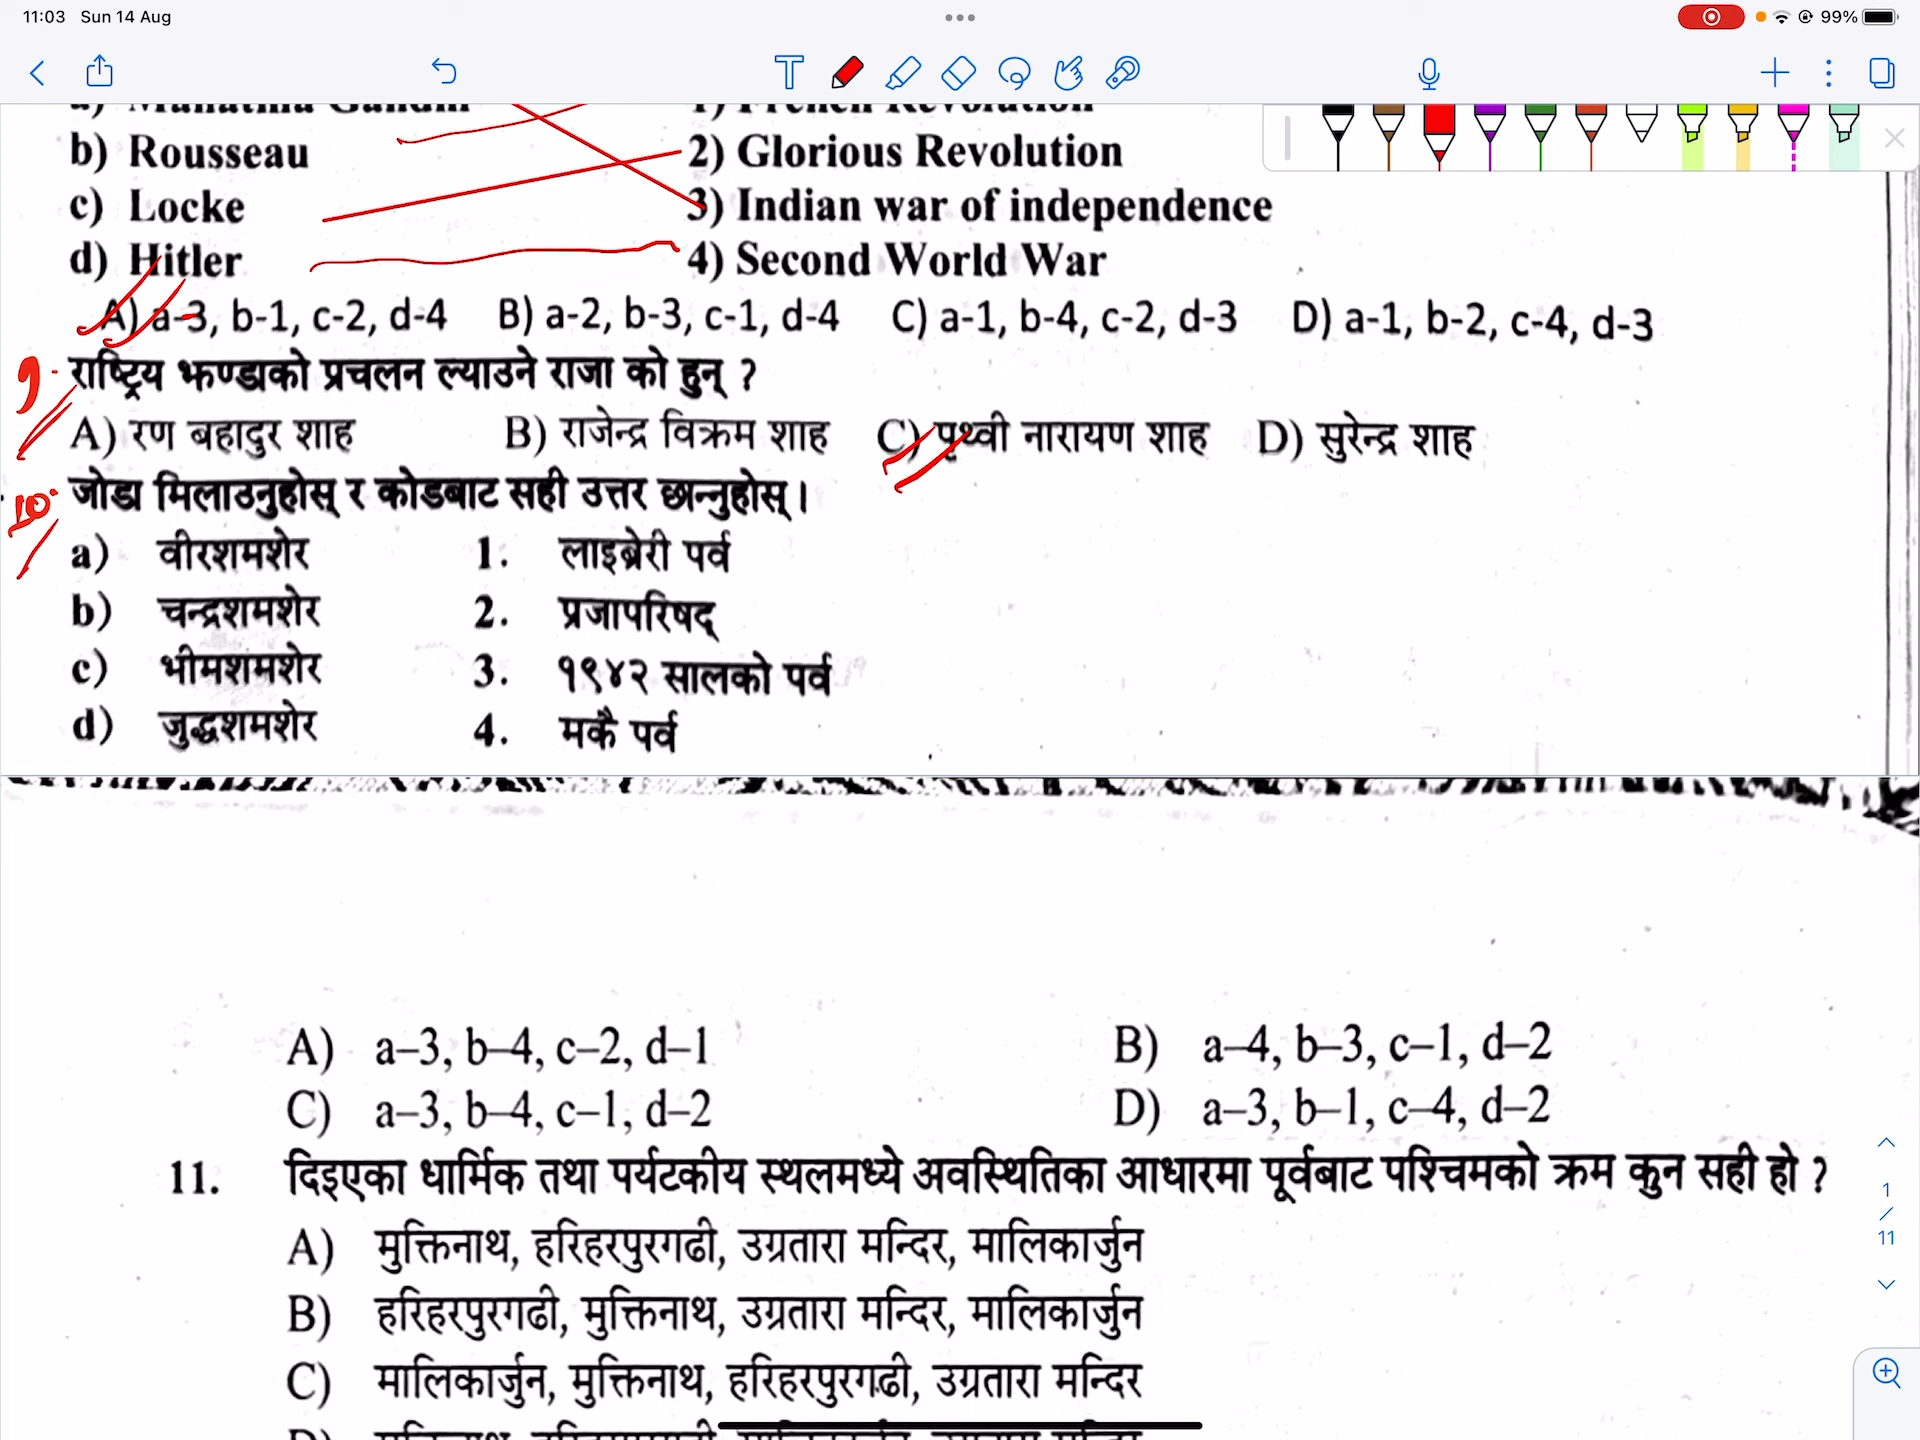 11:03 Sun 14 Aug
99%
a) Mahatma Gandhi 1) French Revolution
b) Rousseau 2) Glorious Revolution
c) Locke 3) Indian war of independence
d) Hitler 4) Second World War
A) a-3, b-1, c-2, d-4 B) a-2, b-3, c-1, d-4 C) a-1, b-4, c-2, d-3 D) a-1, b-2, c-4, d-3
9. राष्ट्रिय झण्डाको प्रचलन ल्याउने राजा को हुन् ?
A) रण बहादुर शाह B) राजेन्द्र विक्रम शाह C) पृथ्वी नारायण शाह D) सुरेन्द्र शाह
10. जोडा मिलाउनुहोस् र कोडबाट सही उत्तर छान्नुहोस् ।
a) वीरशमशेर 1. लाइब्रेरी पर्व
b) चन्द्रशमशेर 2. प्रजापरिषद्
c) भीमशमशेर 3. १९४२ सालको पर्व
d) जुद्धशमशेर 4. मकै पर्व
A) a–3, b–4, c–2, d–1 B) a–4, b–3, c–1, d–2
C) a–3, b–4, c–1, d–2 D) a–3, b–1, c–4, d–2
11. दिइएका धार्मिक तथा पर्यटकीय स्थलमध्ये अवस्थितिका आधारमा पूर्वबाट पश्चिमको क्रम कुन सही हो ?
A) मुक्तिनाथ, हरिहरपुरगढी, उग्रतारा मन्दिर, मालिकार्जुन
B) हरिहरपुरगढी, मुक्तिनाथ, उग्रतारा मन्दिर, मालिकार्जुन
C) मालिकार्जुन, मुक्तिनाथ, हरिहरपुरगढी, उग्रतारा मन्दिर
1
/
11